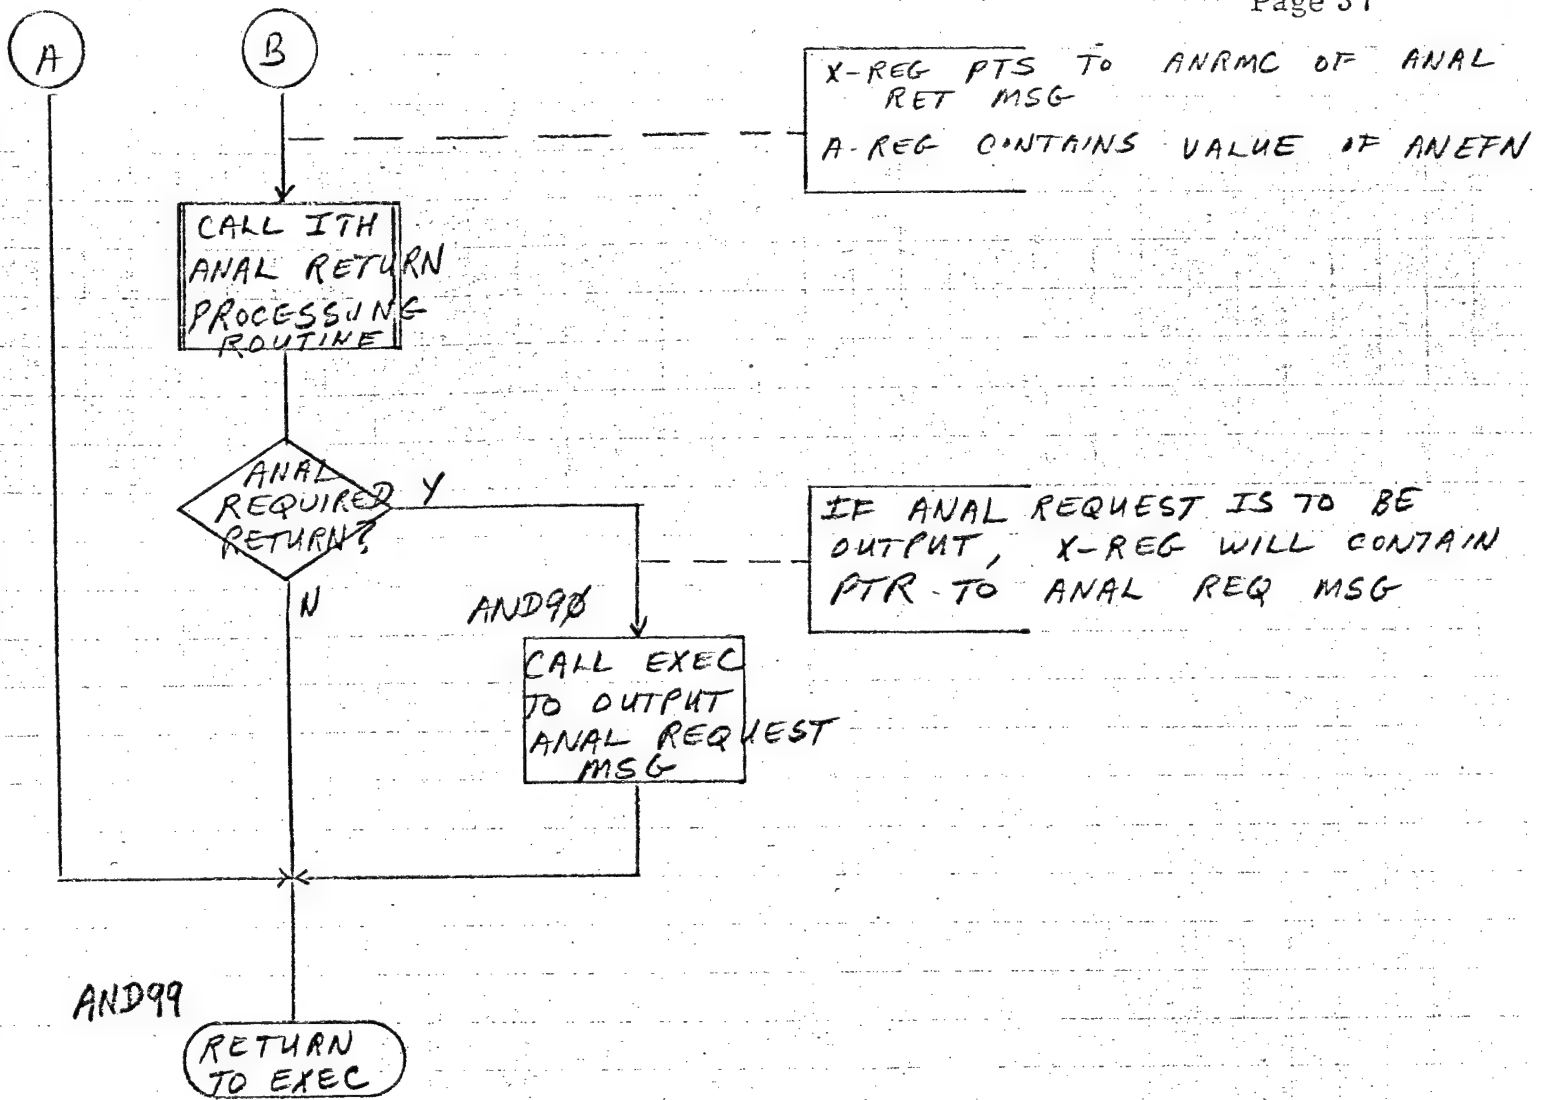 Page 37
A
B
X-REG PTS TO ANRMC OF ANAL
RET MSG
A-REG CONTAINS VALUE OF ANEFN
CALL ITH
ANAL RETURN
PROCESSING
ROUTINE
ANAL
REQUIRED
RETURN?
Y
N
IF ANAL REQUEST IS TO BE
OUTPUT, X-REG WILL CONTAIN
PTR TO ANAL REQ MSG
AND9Ø
CALL EXEC
TO OUTPUT
ANAL REQUEST
MSG
AND99
RETURN
TO EXEC